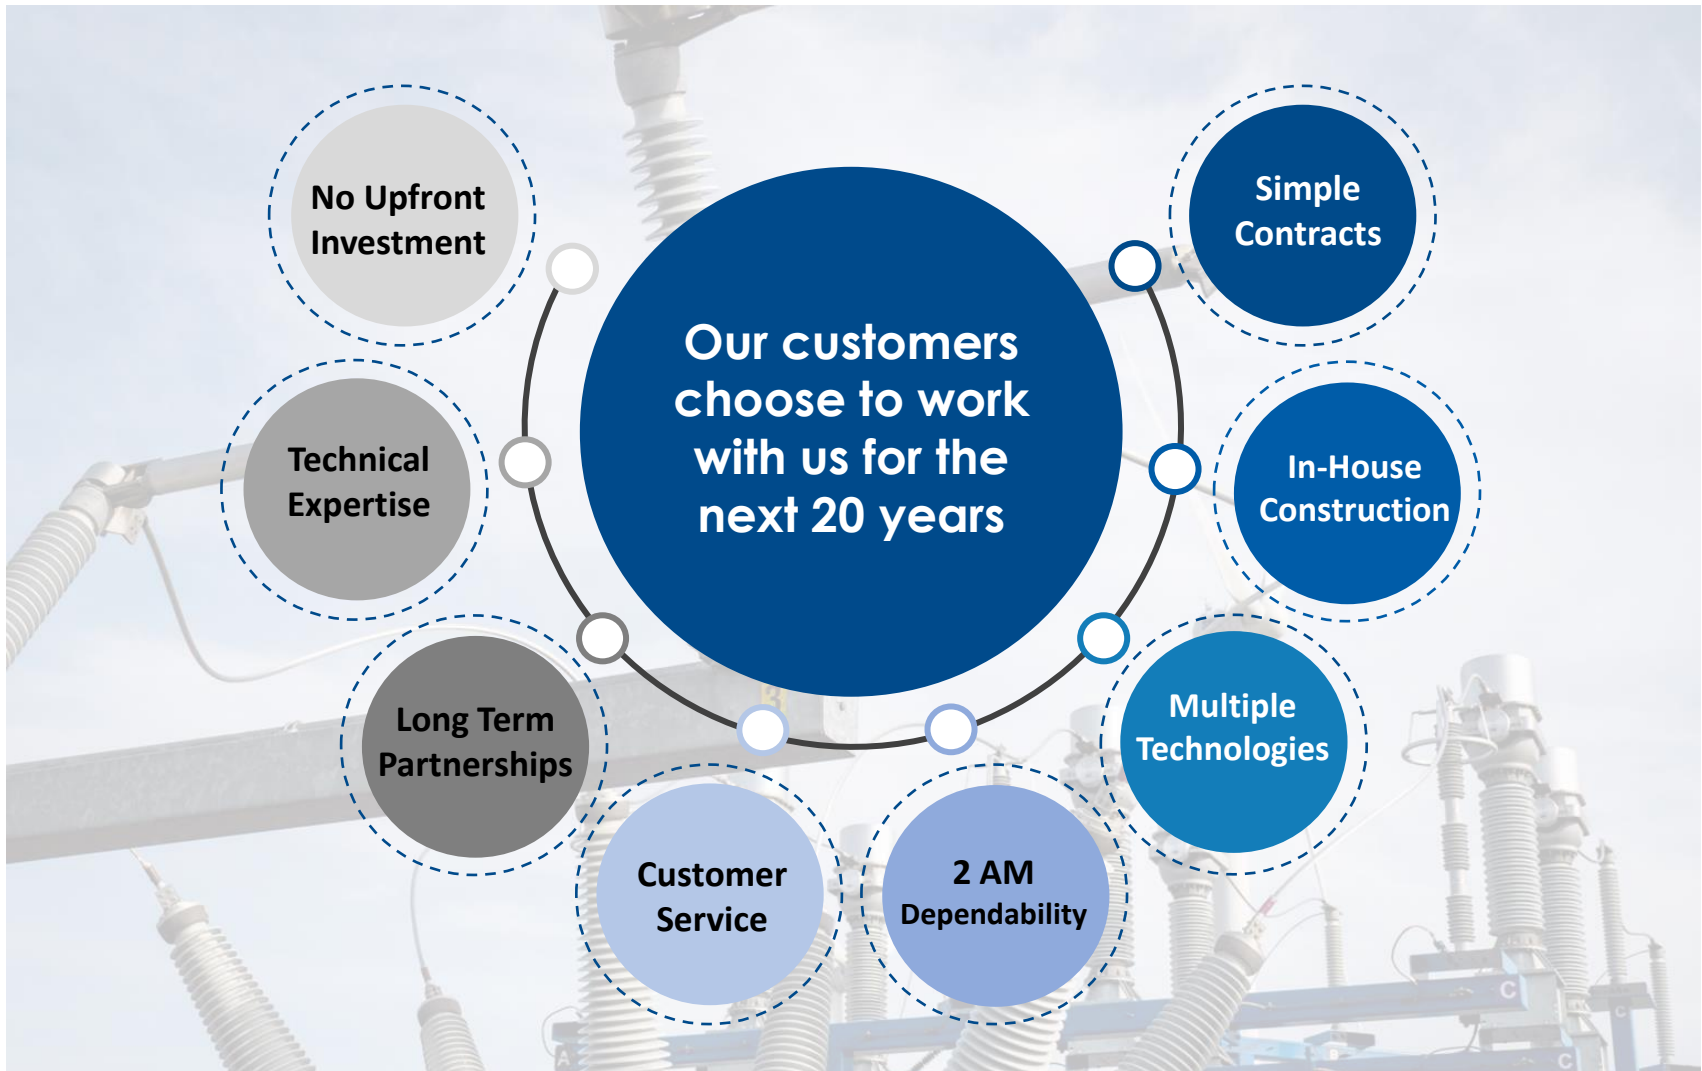 No Upfront
Investment
Technical
Expertise
Long Term
Partnerships
Customer
Service
2 AM
Dependability
Multiple
Technologies
In-House
Construction
Simple
Contracts
Our customers
choose to work
with us for the
next 20 years
3
A
C
C